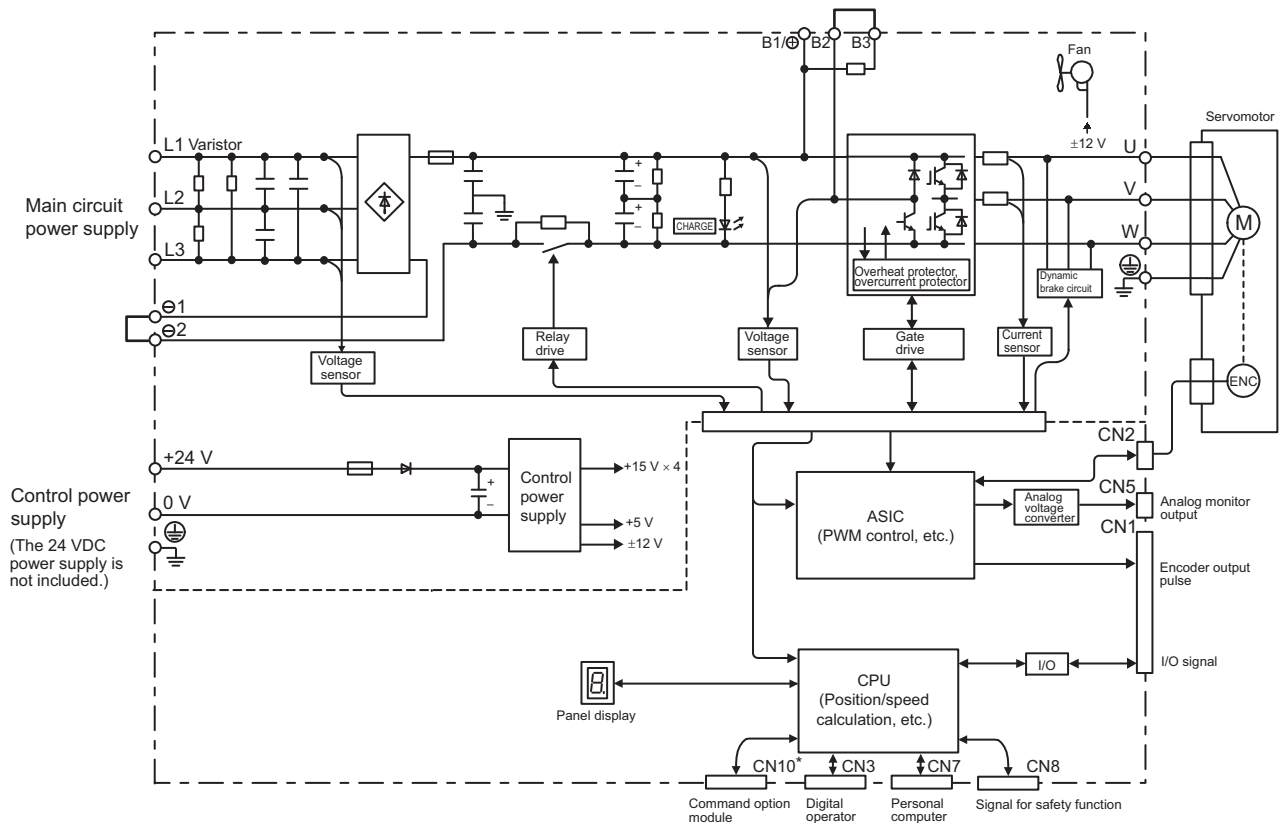 B1/⊕ B2 B3
Fan
±12 V
Servomotor
L1 Varistor
L2
L3
Main circuit
power supply
⊖1
⊖2
+
–
+
–
CHARGE
Overheat protector,
overcurrent protector
U
V
W
M
ENC
Dynamic
brake circuit
Voltage
sensor
Relay
drive
Voltage
sensor
Gate
drive
Current
sensor
+24 V
0 V
Control power
supply
(The 24 VDC
power supply is
not included.)
+
–
Control
power
supply
+15 V × 4
+5 V
±12 V
ASIC
(PWM control, etc.)
Analog
voltage
converter
CN2
CN5
Analog monitor
output
CN1
Encoder output
pulse
I/O
I/O signal
8.
Panel display
CPU
(Position/speed
calculation, etc.)
CN10*
CN3
CN7
CN8
Command option
module
Digital
operator
Personal
computer
Signal for safety function